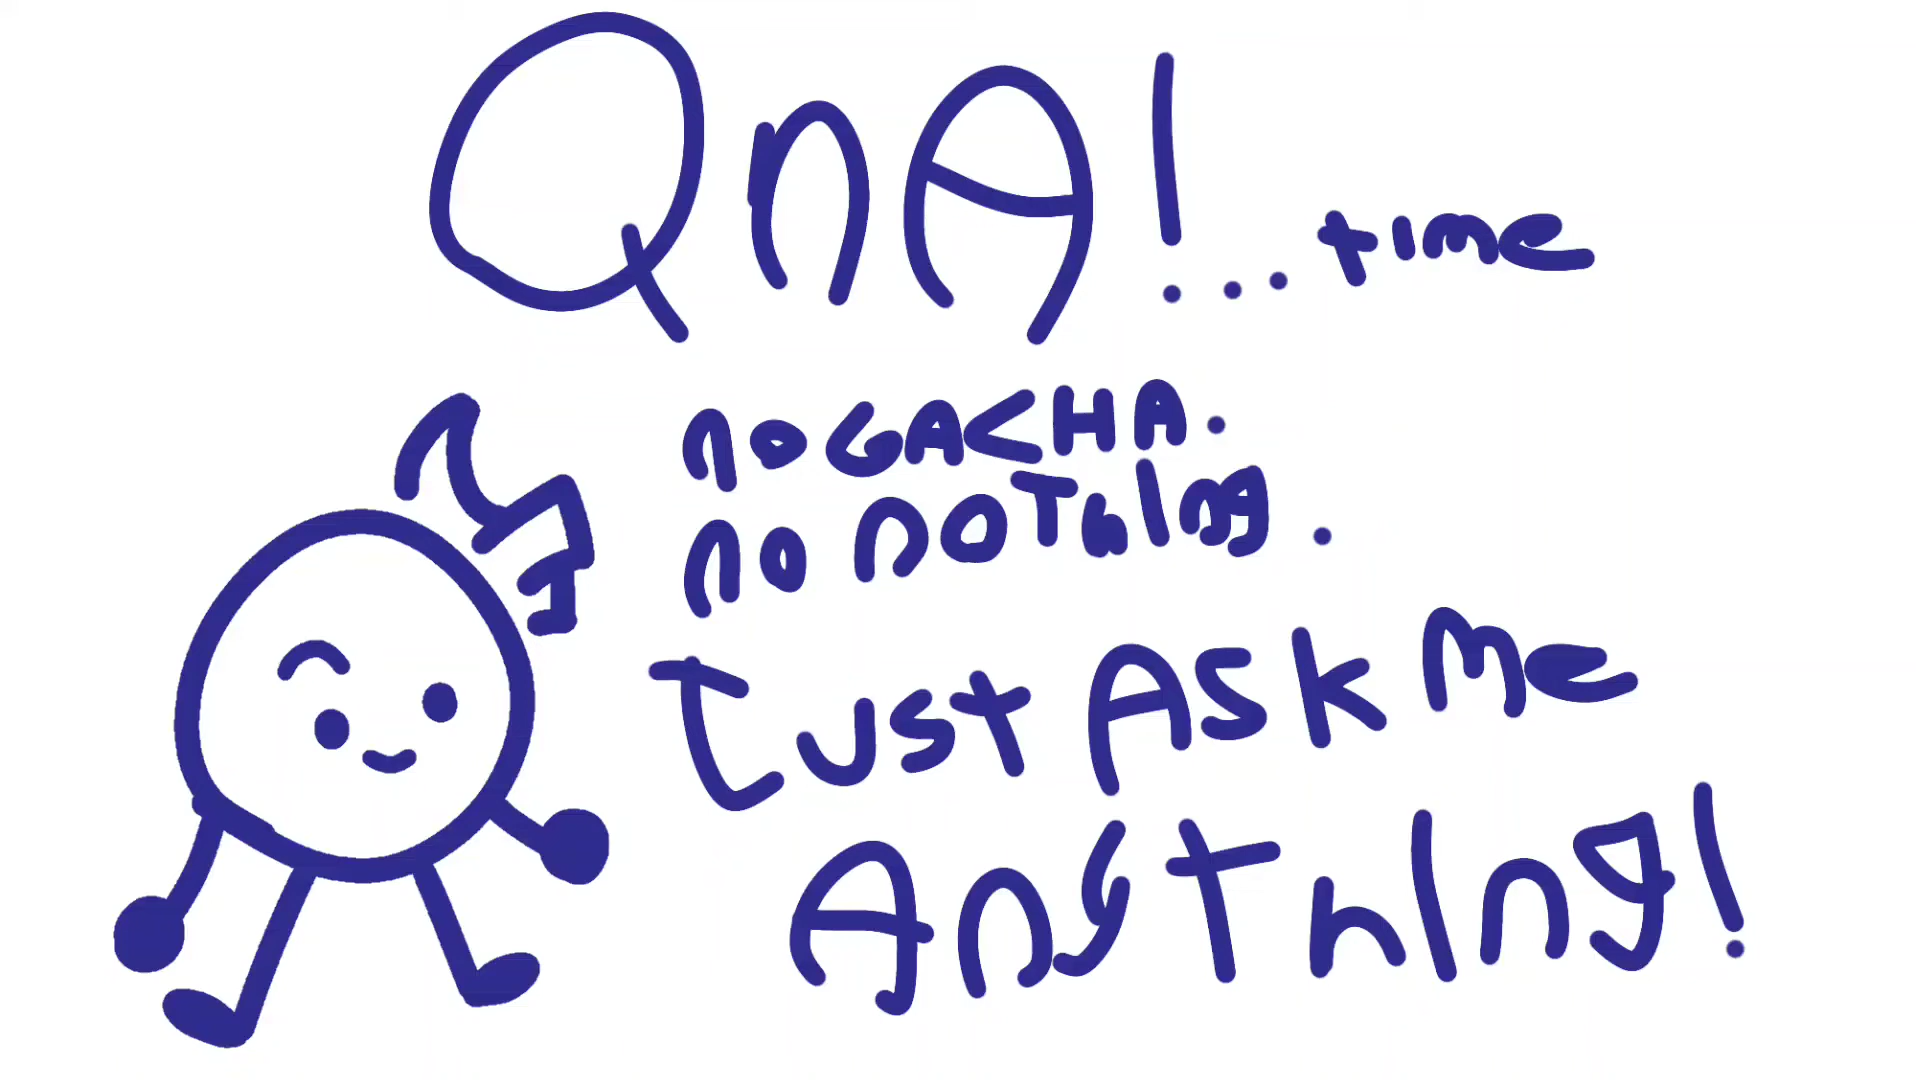 QnA!... time
no GACHA.
no noThing.
Just Ask Me
Anything!